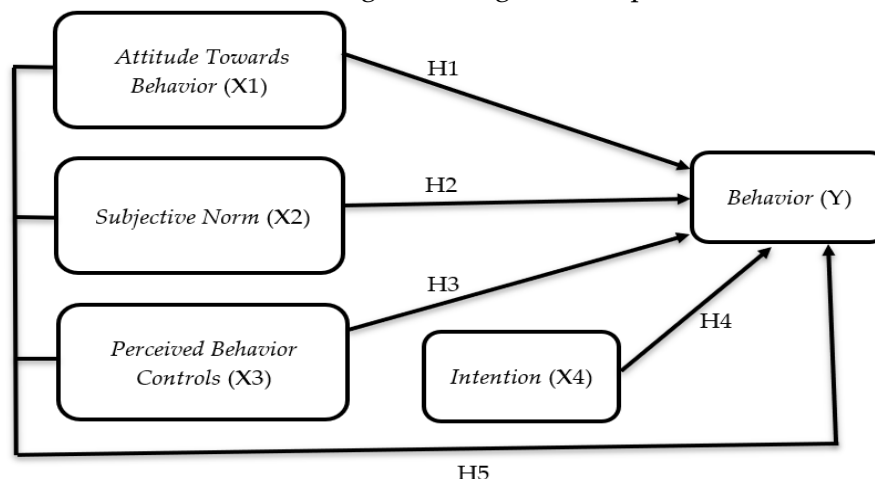 Attitude Towards
Behavior (X1)
H1
Subjective Norm (X2)
H2
Behavior (Y)
Perceived Behavior
Controls (X3)
H3
Intention (X4)
H4
H5